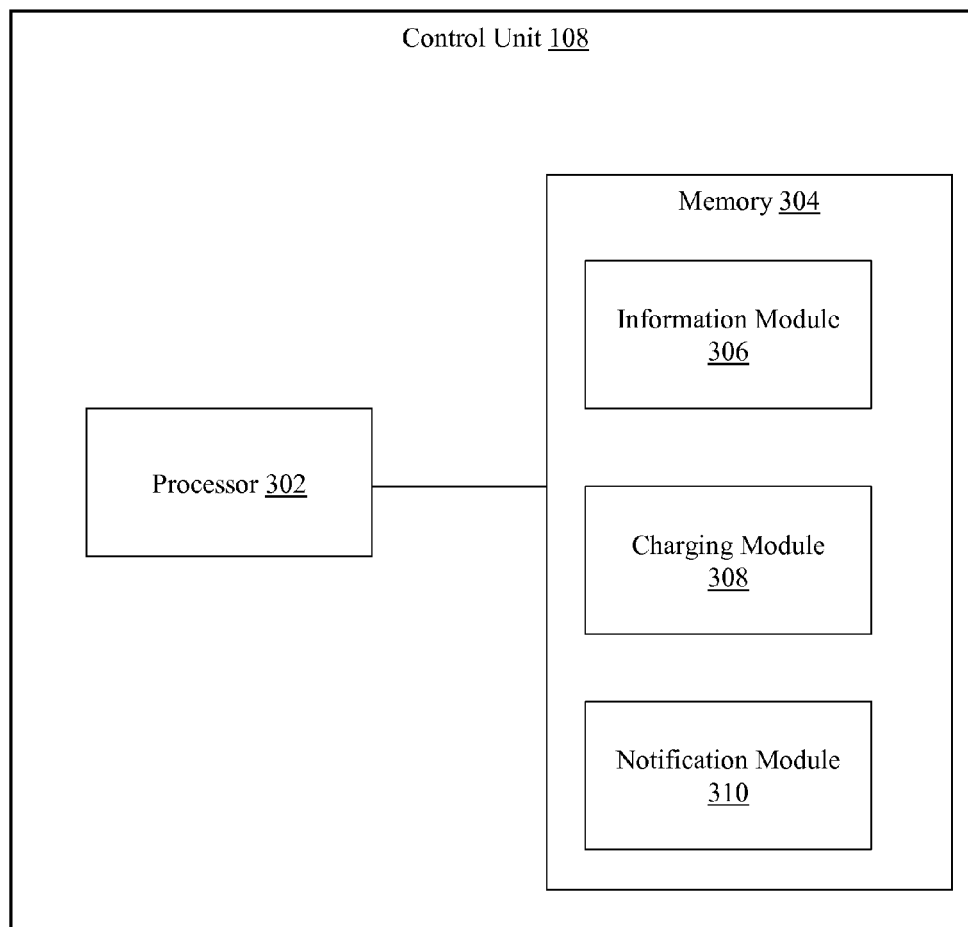 Control Unit 108
Memory 304
Information Module
306
Processor 302
Charging Module
308
Notification Module
310